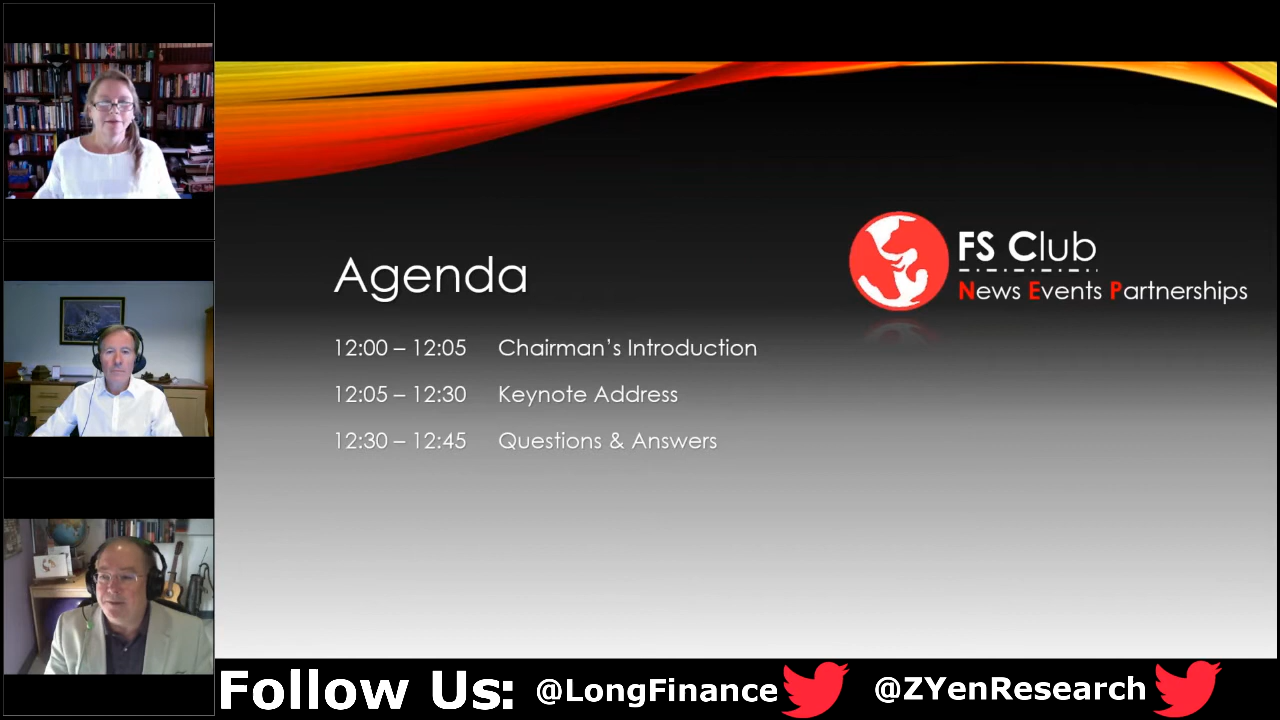 Agenda
12:00 – 12:05 Chairman’s Introduction
12:05 – 12:30 Keynote Address
12:30 – 12:45 Questions & Answers
FS Club
News Events Partnerships
Follow Us: @LongFinance @ZYenResearch